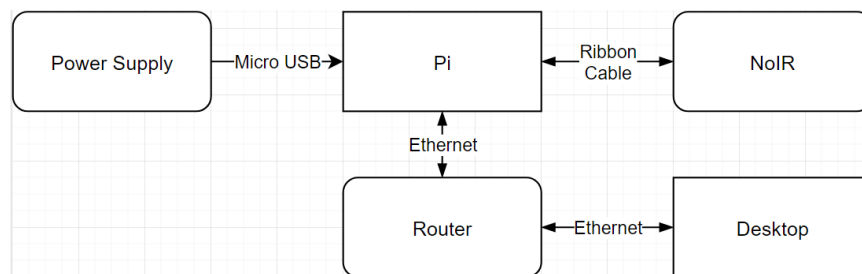 Power Supply
Micro USB
Pi
Ribbon
Cable
NoIR
Ethernet
Router
Ethernet
Desktop